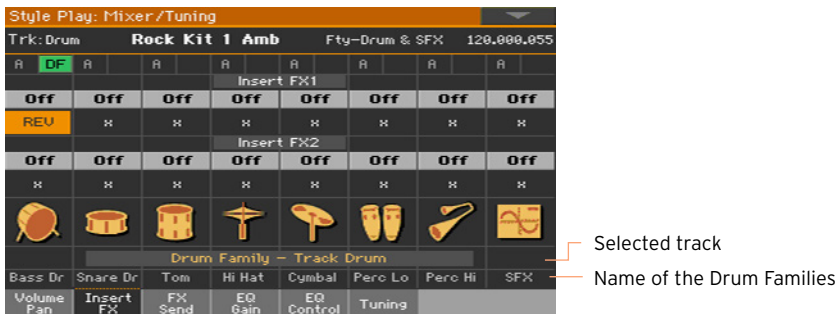 Style Play: Mixer/Tuning
Trk:Drum Rock Kit 1 Amb Fty-Drum & SFX 120.000.055
A DF A A A A A A A
Insert FX1
Off Off Off Off Off Off Off Off
REV x x x x x x x
Insert FX2
Off Off Off Off Off Off Off Off
x x x x x x x x
Drum Family - Track Drum
Selected track
Bass Dr Snare Dr Tom Hi Hat Cymbal Perc Lo Perc Hi SFX
Name of the Drum Families
Volume Pan Insert FX FX Send EQ Gain EQ Control Tuning